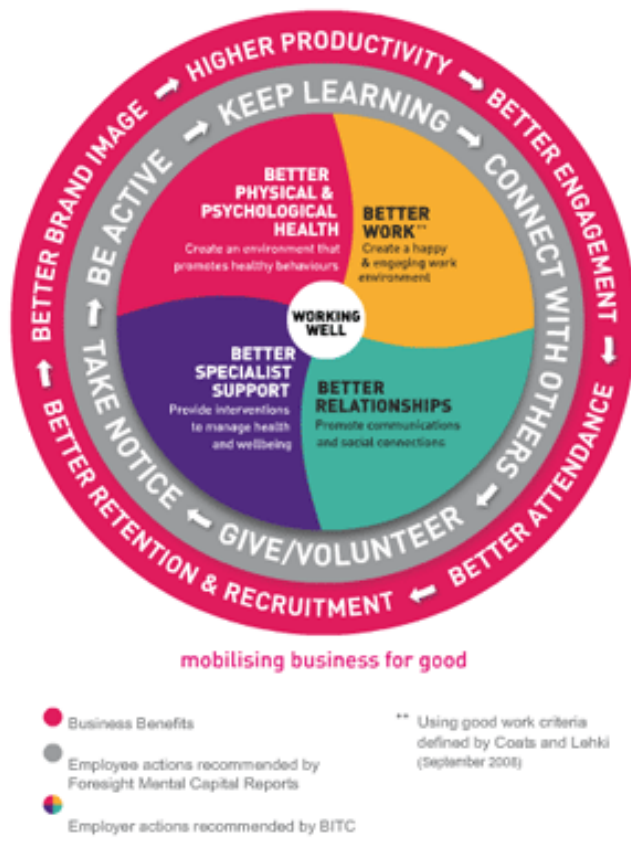 HIGHER PRODUCTIVITY
BETTER ENGAGEMENT
BETTER ATTENDANCE
BETTER RETENTION & RECRUITMENT
BETTER BRAND IMAGE
KEEP LEARNING
CONNECT WITH OTHERS
GIVE/VOLUNTEER
TAKE NOTICE
BE ACTIVE
BETTER
PHYSICAL &
PSYCHOLOGICAL
HEALTH
Create an environment that
promotes healthy behaviours
BETTER
WORK**
Create a happy
& engaging work
environment
WORKING
WELL
BETTER
SPECIALIST
SUPPORT
Provide interventions
to manage health
and wellbeing
BETTER
RELATIONSHIPS
Promote communications
and social connections
mobilising business for good
Business Benefits
Employee actions recommended by
Foresight Mental Capital Reports
Employer actions recommended by BITC
** Using good work criteria
defined by Coats and Lehki
(September 2008)